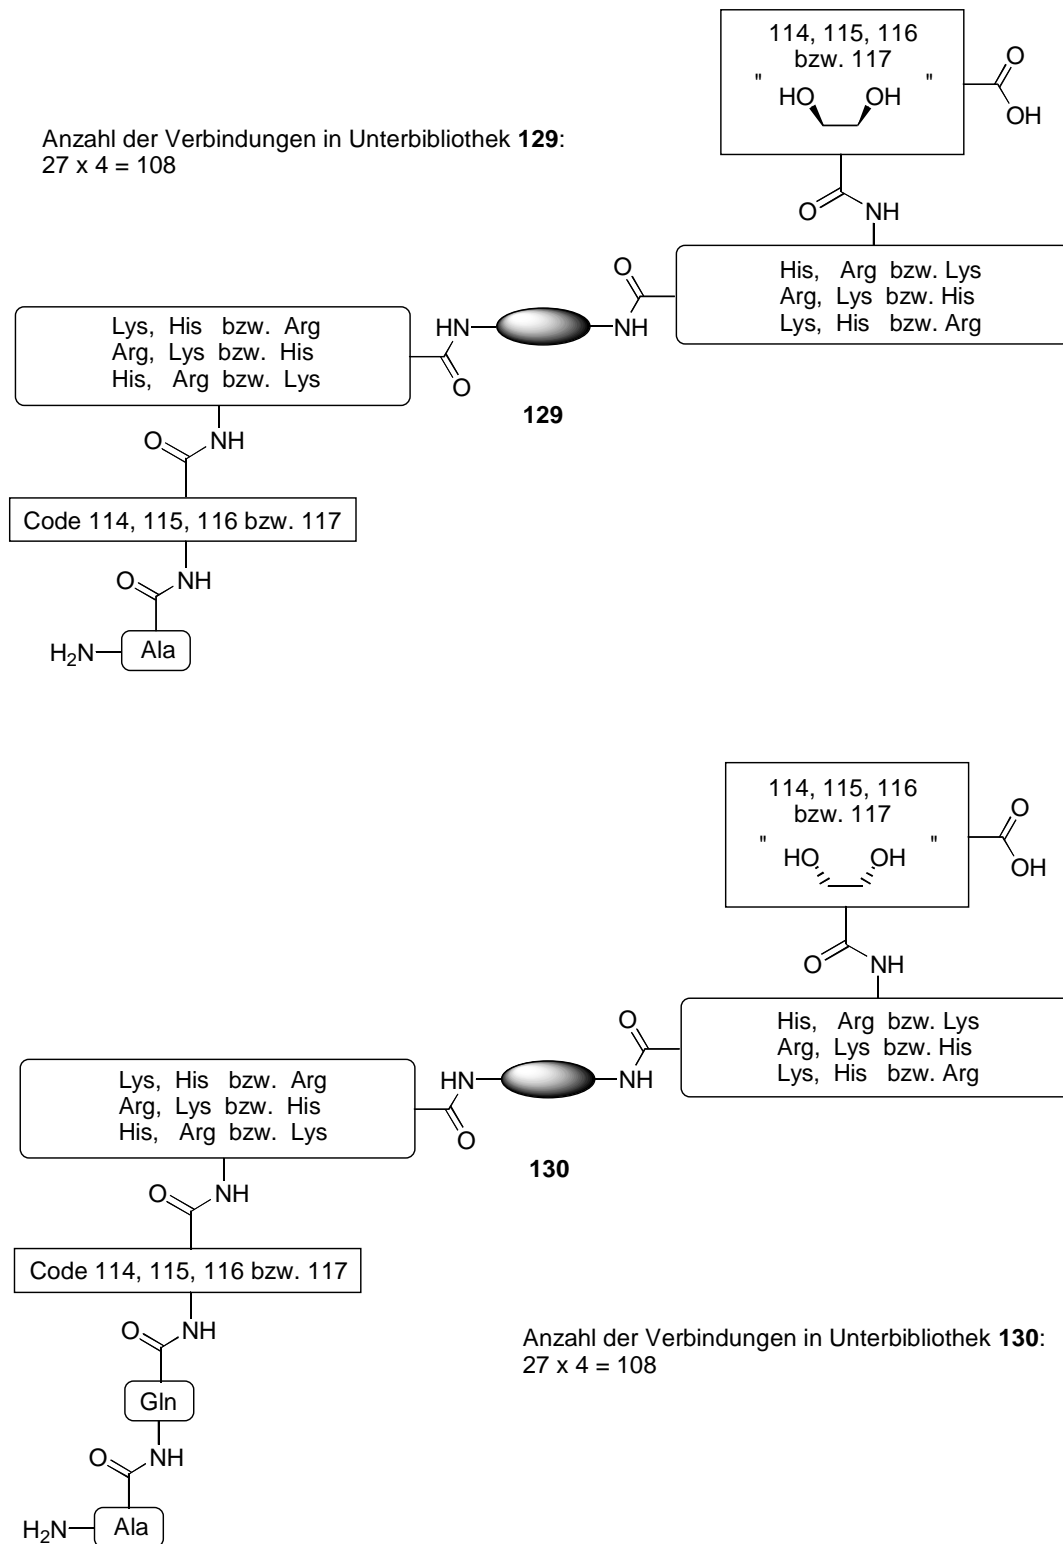 114, 115, 116
bzw. 117
" "
HO OH
O
OH
Anzahl der Verbindungen in Unterbibliothek 129:
27 x 4 = 108
O NH
O
His, Arg bzw. Lys
Arg, Lys bzw. His
Lys, His bzw. Arg
HN NH
O
Lys, His bzw. Arg
Arg, Lys bzw. His
His, Arg bzw. Lys
129
O NH
Code 114, 115, 116 bzw. 117
O NH
H2N Ala
114, 115, 116
bzw. 117
" "
HO OH
O
OH
O NH
O
His, Arg bzw. Lys
Arg, Lys bzw. His
Lys, His bzw. Arg
HN NH
O
Lys, His bzw. Arg
Arg, Lys bzw. His
His, Arg bzw. Lys
130
O NH
Code 114, 115, 116 bzw. 117
O NH
Anzahl der Verbindungen in Unterbibliothek 130:
27 x 4 = 108
Gln
O NH
H2N Ala